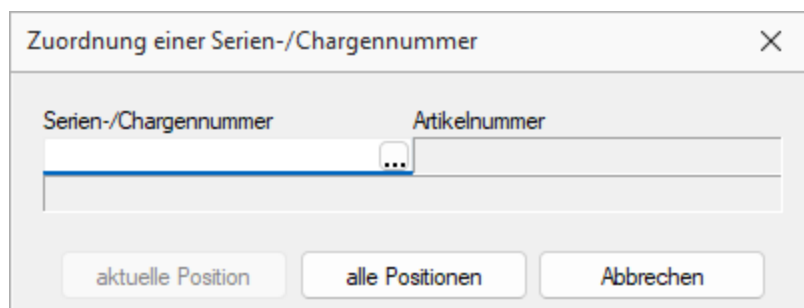 Zuordnung einer Serien-/Chargennummer
Serien-/Chargennummer Artikelnummer
...
aktuelle Position alle Positionen Abbrechen